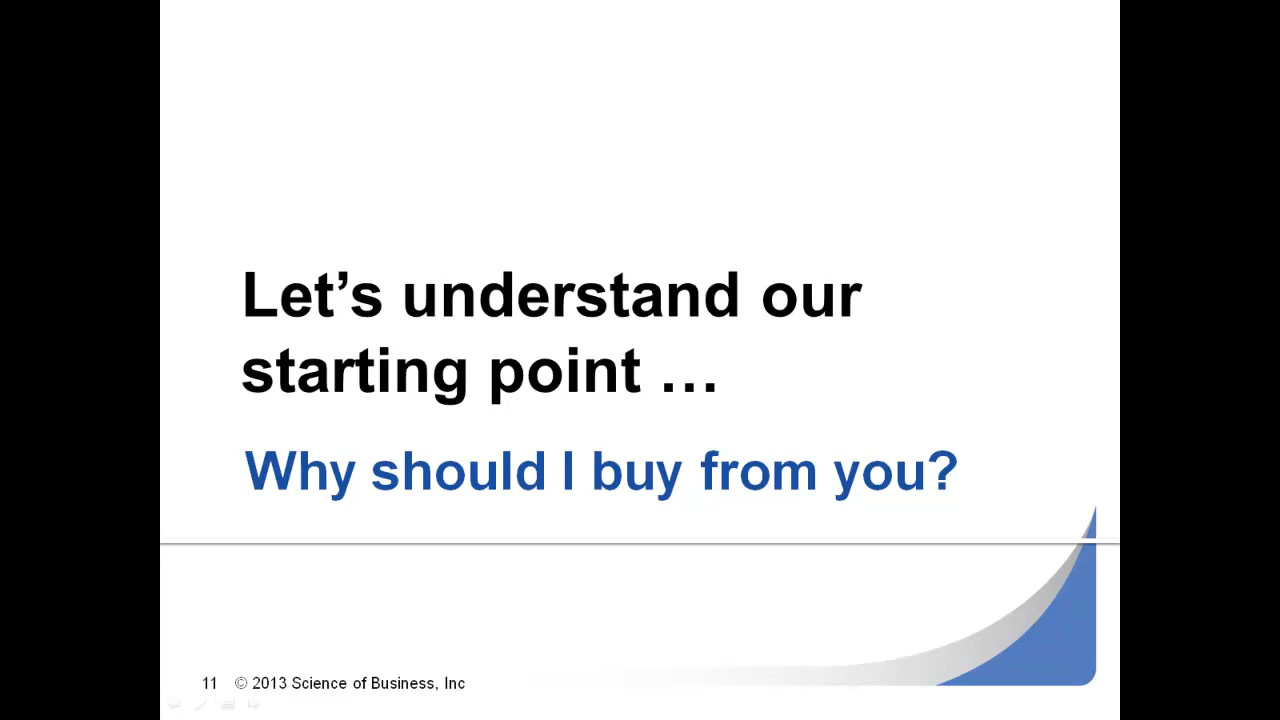 Let’s understand our
starting point …
Why should I buy from you?
11 © 2013 Science of Business, Inc